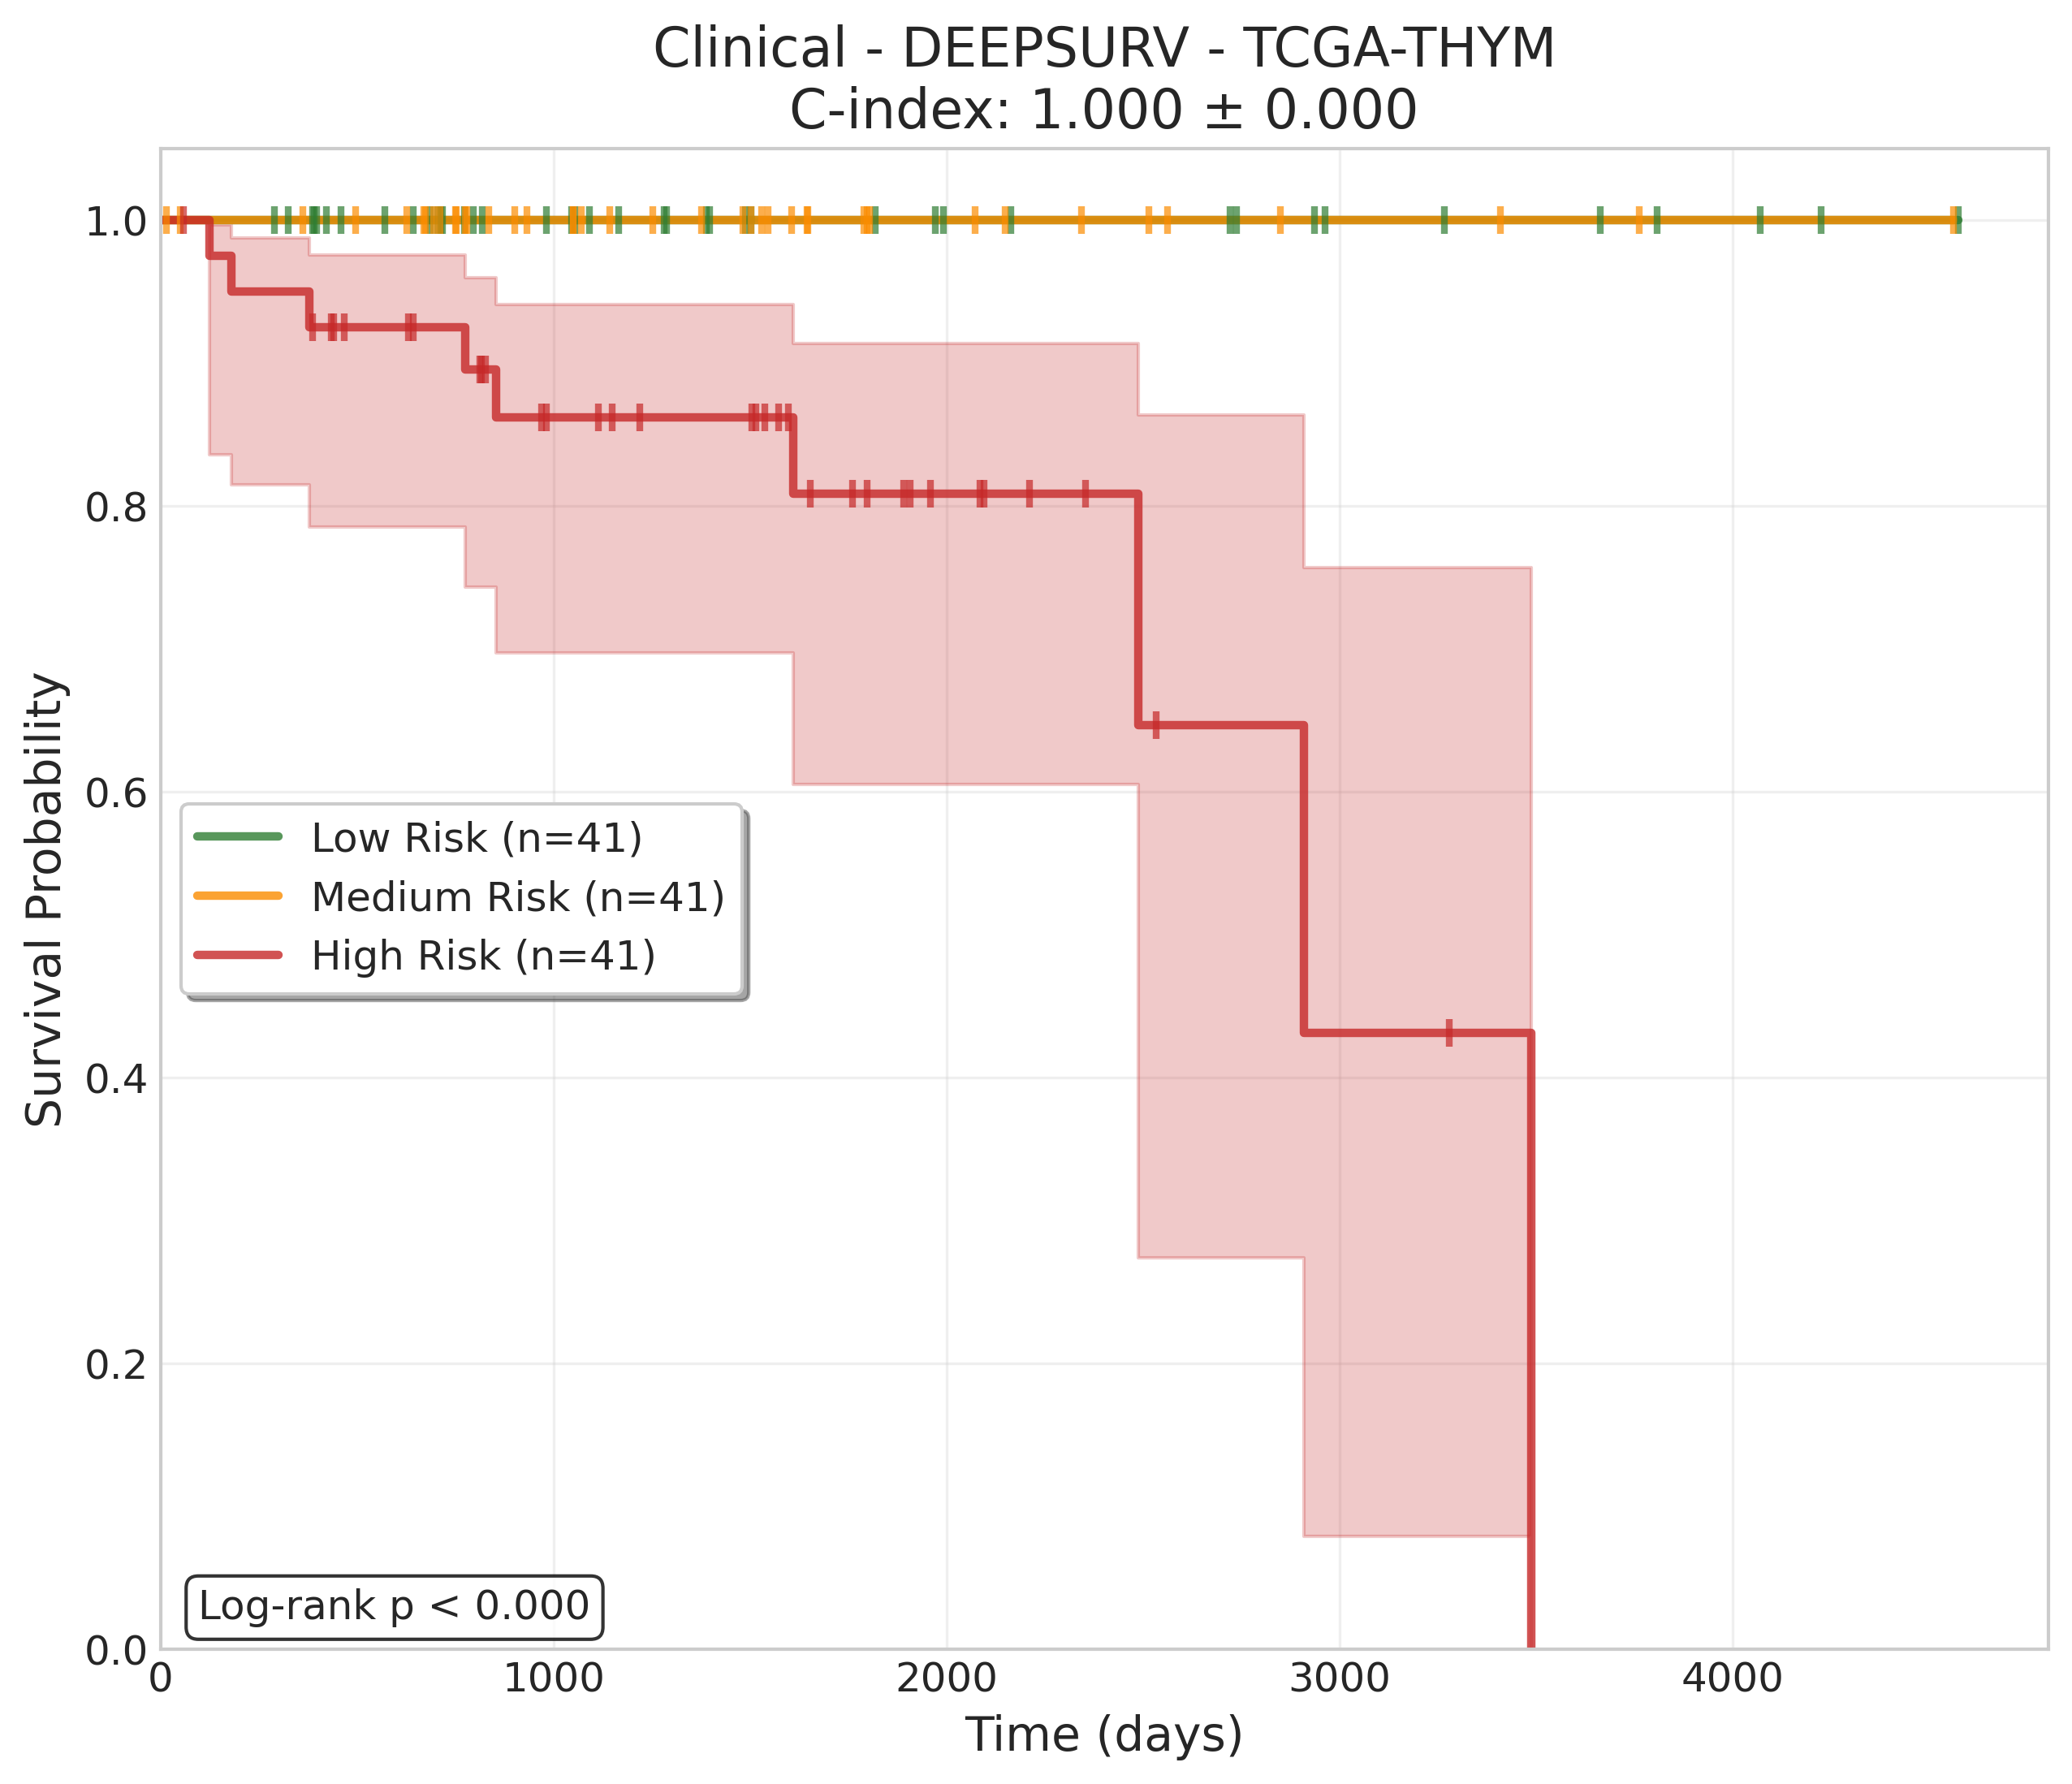 Clinical - DEEPSURV - TCGA-THYM
C-index: 1.000 ± 0.000
Survival Probability
1.0
0.8
0.6
0.4
0.2
0.0
Low Risk (n=41)
Medium Risk (n=41)
High Risk (n=41)
Log-rank p < 0.000
0 1000 2000 3000 4000
Time (days)